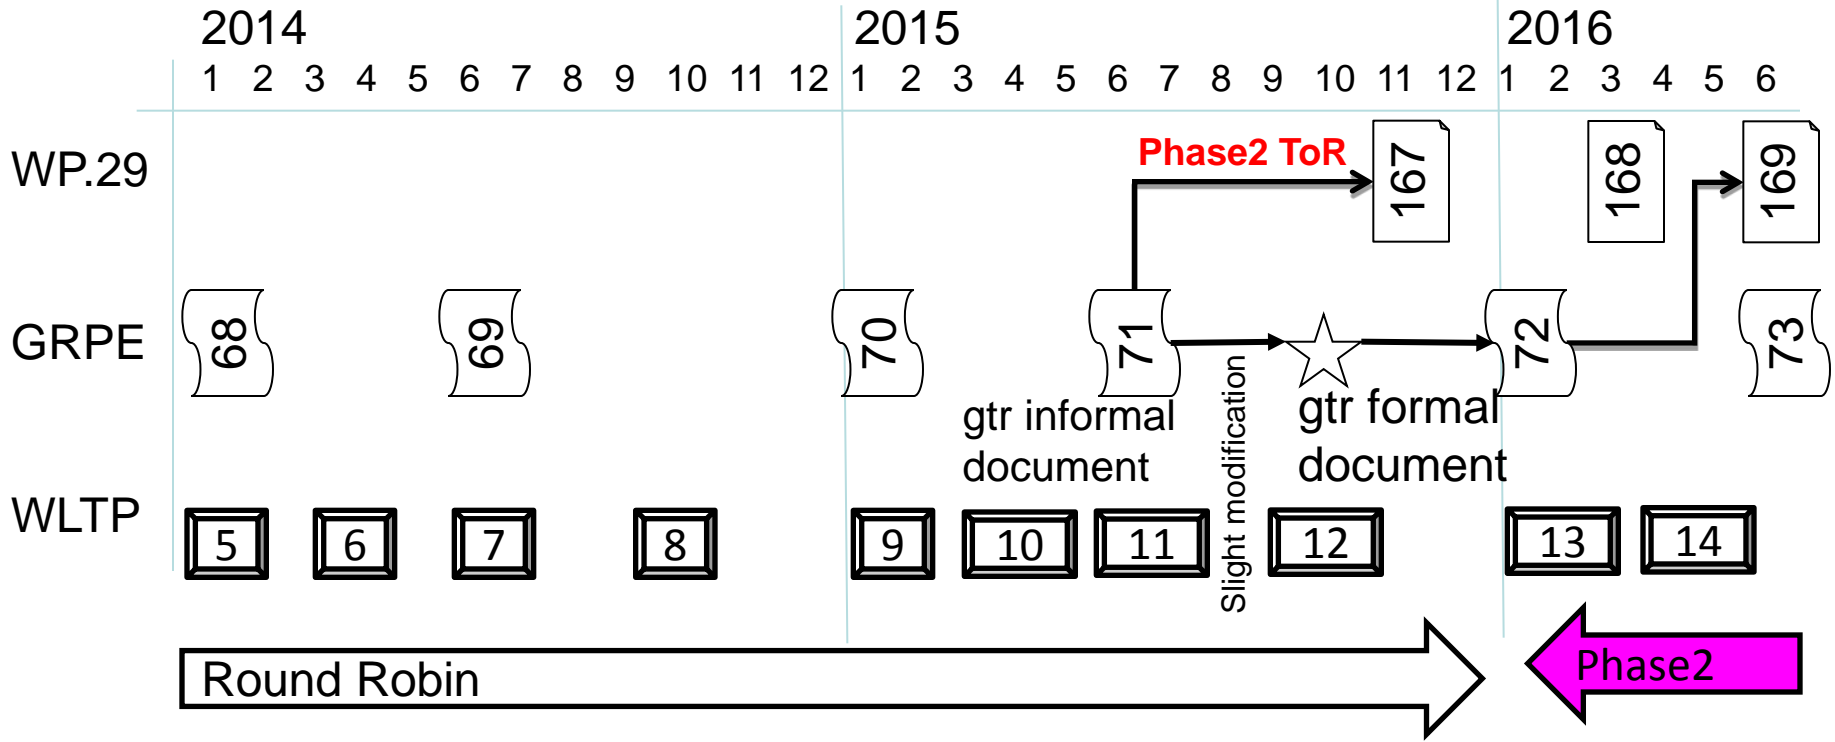 2014 2015 2016
1 2 3 4 5 6 7 8 9 10 11 12 1 2 3 4 5 6 7 8 9 10 11 12 1 2 3 4 5 6
WP.29 Phase2 ToR 167 168 169
GRPE 68 69 70 71 72 73
gtr informal
document
Slight modification
gtr formal
document
WLTP 5 6 7 8 9 10 11 12 13 14
Round Robin Phase2